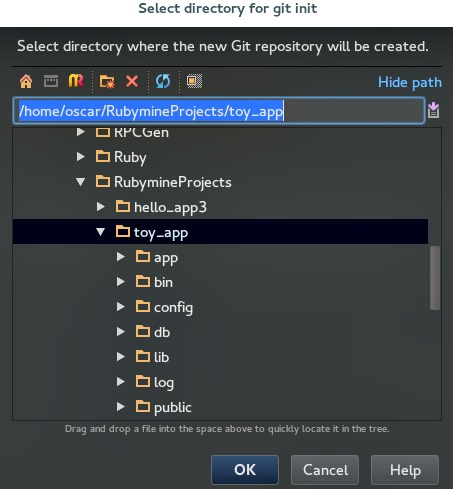 Select directory for git init
Select directory where the new Git repository will be created.
Hide path
/home/oscar/RubymineProjects/toy_app
RPCGen
Ruby
RubymineProjects
hello_app3
toy_app
app
bin
config
db
lib
log
public
Drag and drop a file into the space above to quickly locate it in the tree.
OK
Cancel
Help